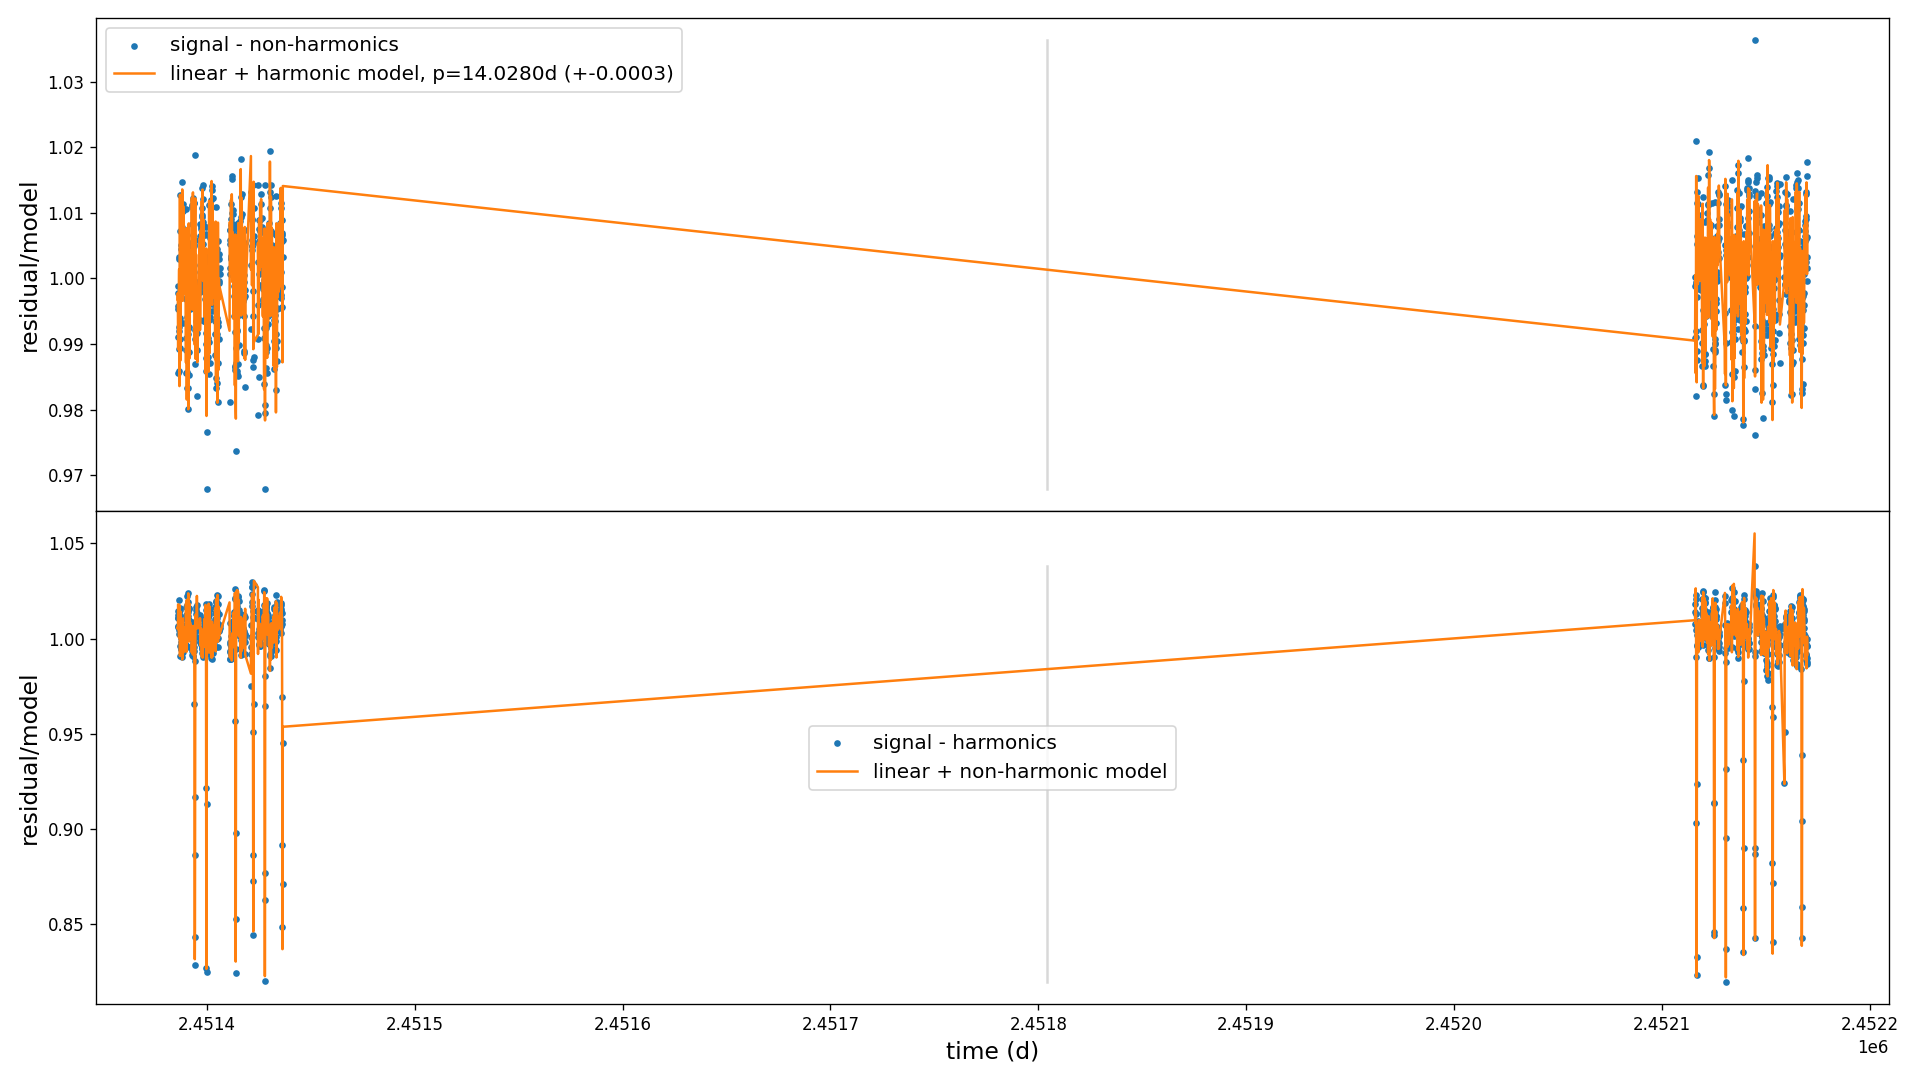 signal - non-harmonics
linear + harmonic model, p=14.0280d (+-0.0003)
1.03
1.02
1.01
1.00
0.99
0.98
0.97
residual/model
1.05
1.00
0.95
0.90
0.85
residual/model
signal - harmonics
linear + non-harmonic model
2.4514 2.4515 2.4516 2.4517 2.4518 2.4519 2.4520 2.4521 2.4522
1e6
time (d)